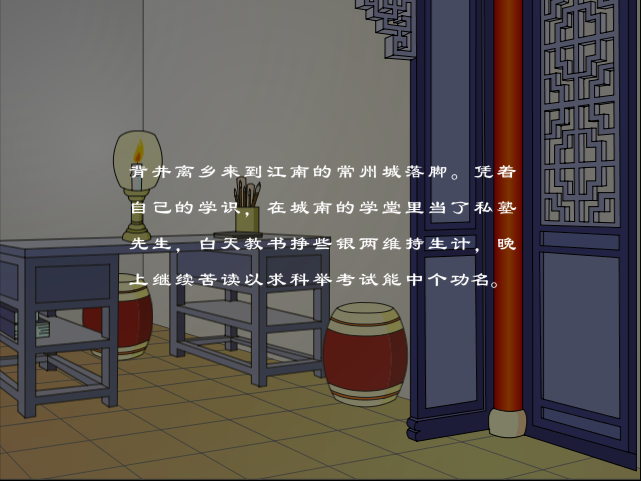 背井离乡来到江南的常州城落脚。凭着
自己的学识，在城南的学堂里当了私塾
先生，白天教书挣些银两维持生计，晚
上继续苦读以求科举考试能中个功名。